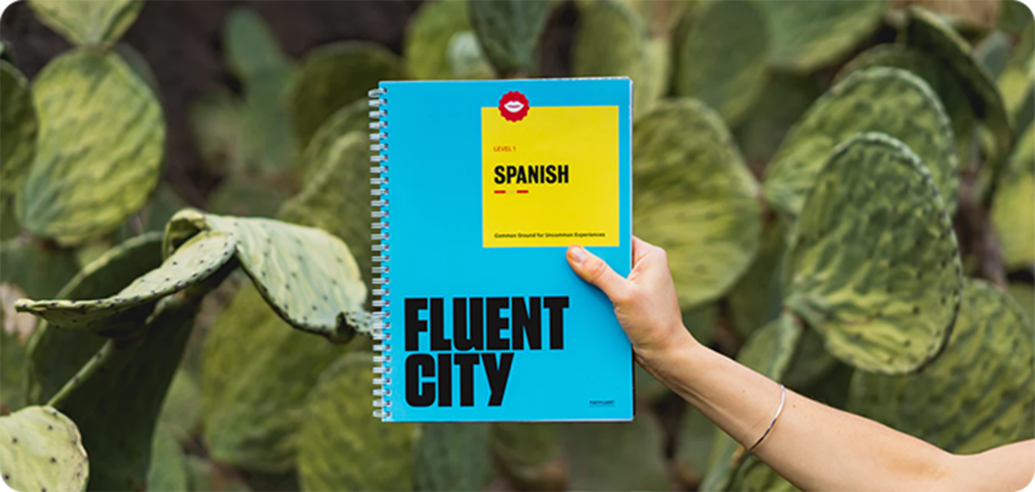 LEVEL 1
SPANISH
Common Ground for Uncommon Experiences
FLUENT
CITY